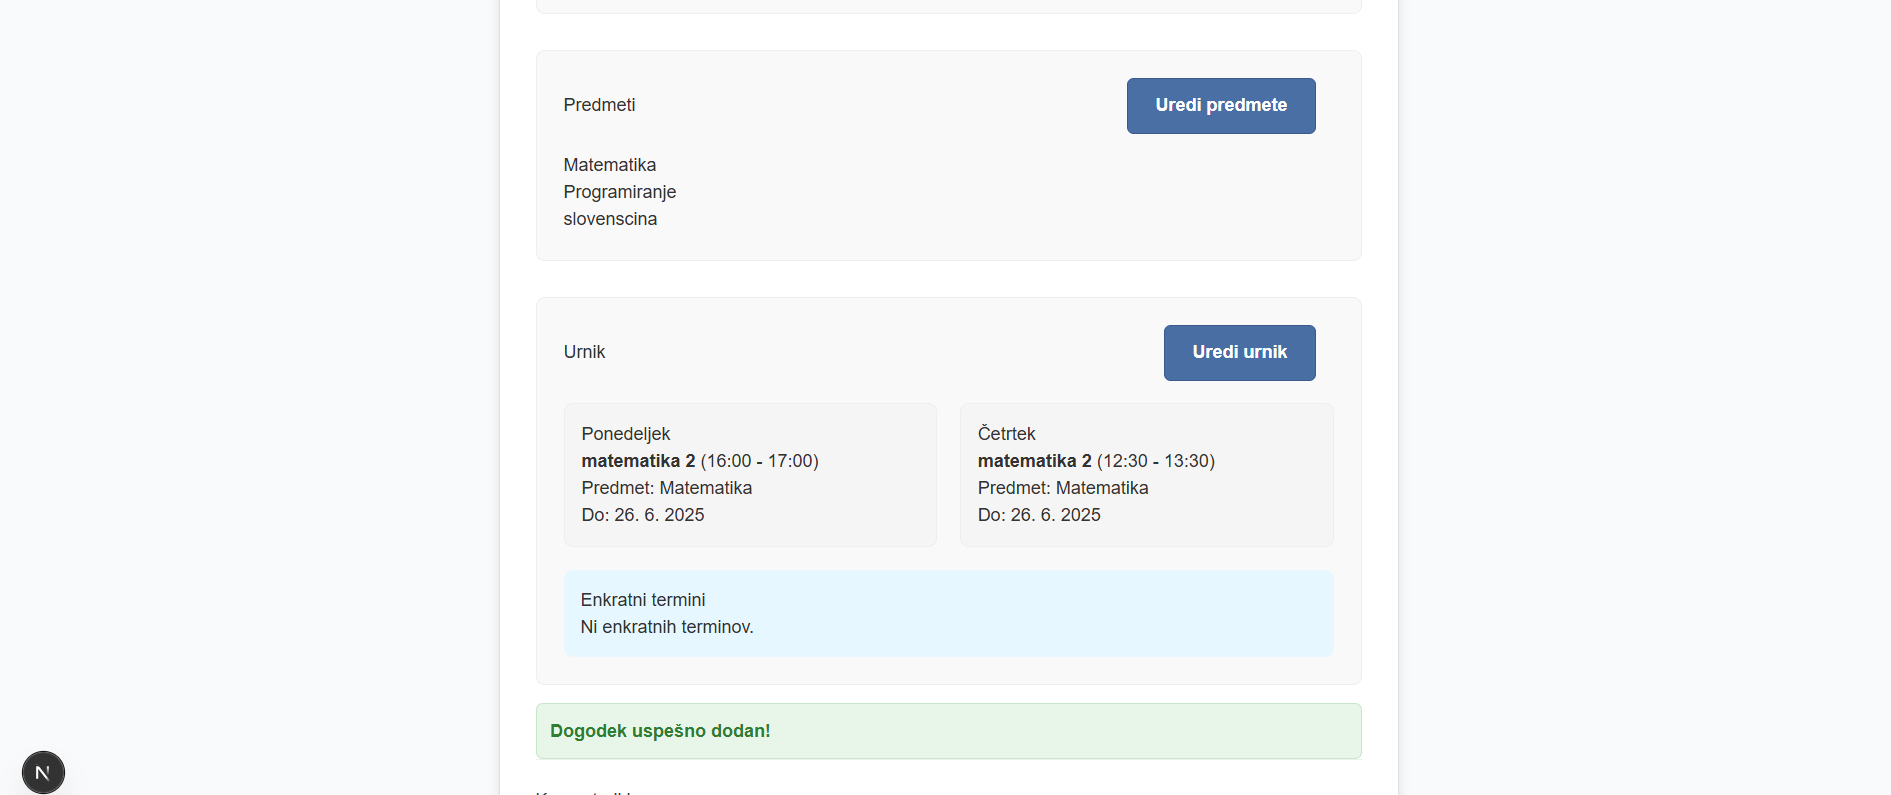 Predmeti
Uredi predmete
Matematika
Programiranje
slovenscina
Urnik
Uredi urnik
Ponedeljek
matematika 2 (16:00 - 17:00)
Predmet: Matematika
Do: 26. 6. 2025
Četrtek
matematika 2 (12:30 - 13:30)
Predmet: Matematika
Do: 26. 6. 2025
Enkratni termini
Ni enkratnih terminov.
Dogodek uspešno dodan!
N